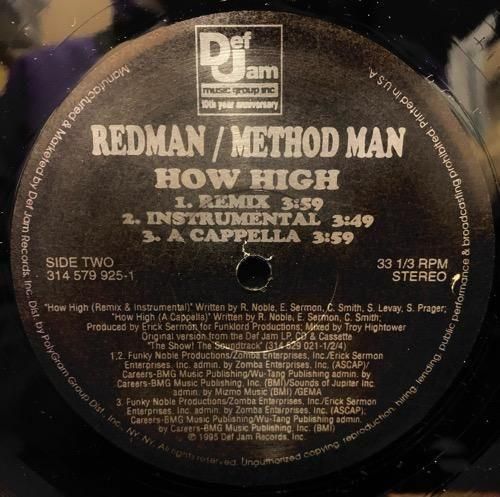 Def
Jam
music group inc
10th year anniversary
REDMAN / METHOD MAN
HOW HIGH
1. REMIX 3:59
2. INSTRUMENTAL 3:49
3. A CAPPELLA 3:59
SIDE TWO
314 579 925-1
33 1/3 RPM
STEREO
"How High (Remix & Instrumental)" Written by R. Noble, E. Sermon, C. Smith, S. Levay, S. Prager;
"How High (A Cappella)" Written by R. Noble, E. Sermon, C. Smith;
Produced by Erick Sermon for Funklord Productions; Mixed by Troy Hightower
Original version from the Def Jam LP, CD & Cassette
"The Show! The Soundtrack" (314 529 021-1/2/4)
1,2. Funky Noble Productions/Zomba Enterprises, Inc./Erick Sermon
Enterprises, Inc. admin. by Zomba Enterprises, Inc. (ASCAP)/
Careers-BMG Music Publishing/Wu-Tang Publishing admin. by
Careers-BMG Music Publishing, Inc. (BMI)/Sounds of Jupiter Inc.
admin. by Mizmo Music (BMI) /GEMA
3. Funky Noble Productions/Zomba Enterprises, Inc./Erick Sermon
Enterprises, Inc. admin. by Zomba Enterprises, Inc. (ASCAP)/
Careers-BMG Music Publishing/Wu-Tang Publishing admin.
by Careers-BMG Music Publishing, Inc. (BMI)
℗ © 1995 Def Jam Records, Inc.
Manufactured & Marketed by Def Jam Records, Inc. Dist. by PolyGram Group Dist., Inc., NY, NY. All rights reserved. Unauthorized copying, reproduction, hiring, lending, public performance & broadcasting prohibited. Printed in U.S.A.